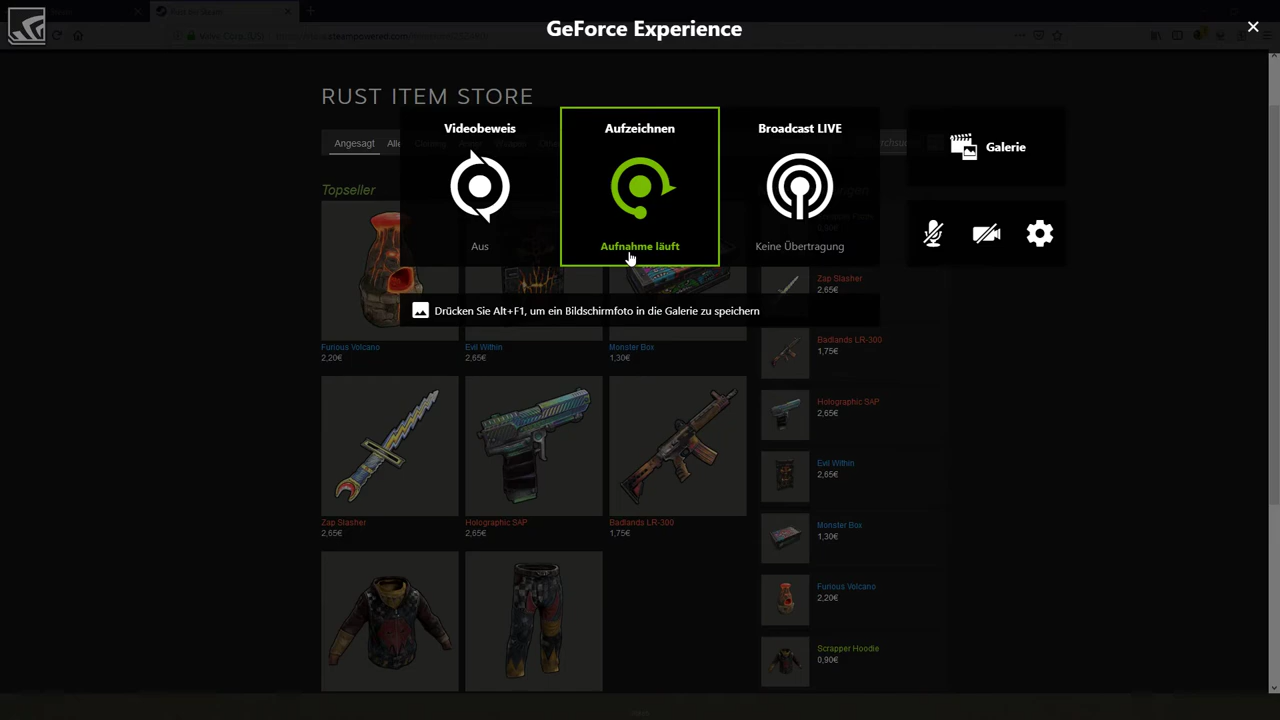 GeForce Experience
RUST ITEM STORE
Videobeweis
Aufzeichnen
Broadcast LIVE
Galerie
Angesagt
Alle
Topseller
Aus
Aufnahme läuft
Keine Übertragung
Drücken Sie Alt+F1, um ein Bildschirmfoto in die Galerie zu speichern
Furious Volcano
2,20€
Evil Within
2,65€
Monster Box
1,30€
Zap Slasher
2,65€
Holographic SAP
2,65€
Badlands LR-300
1,75€
Zap Slasher
2,65€
Badlands LR-300
1,75€
Holographic SAP
2,65€
Evil Within
2,65€
Monster Box
1,30€
Furious Volcano
2,20€
Scrapper Hoodie
0,90€